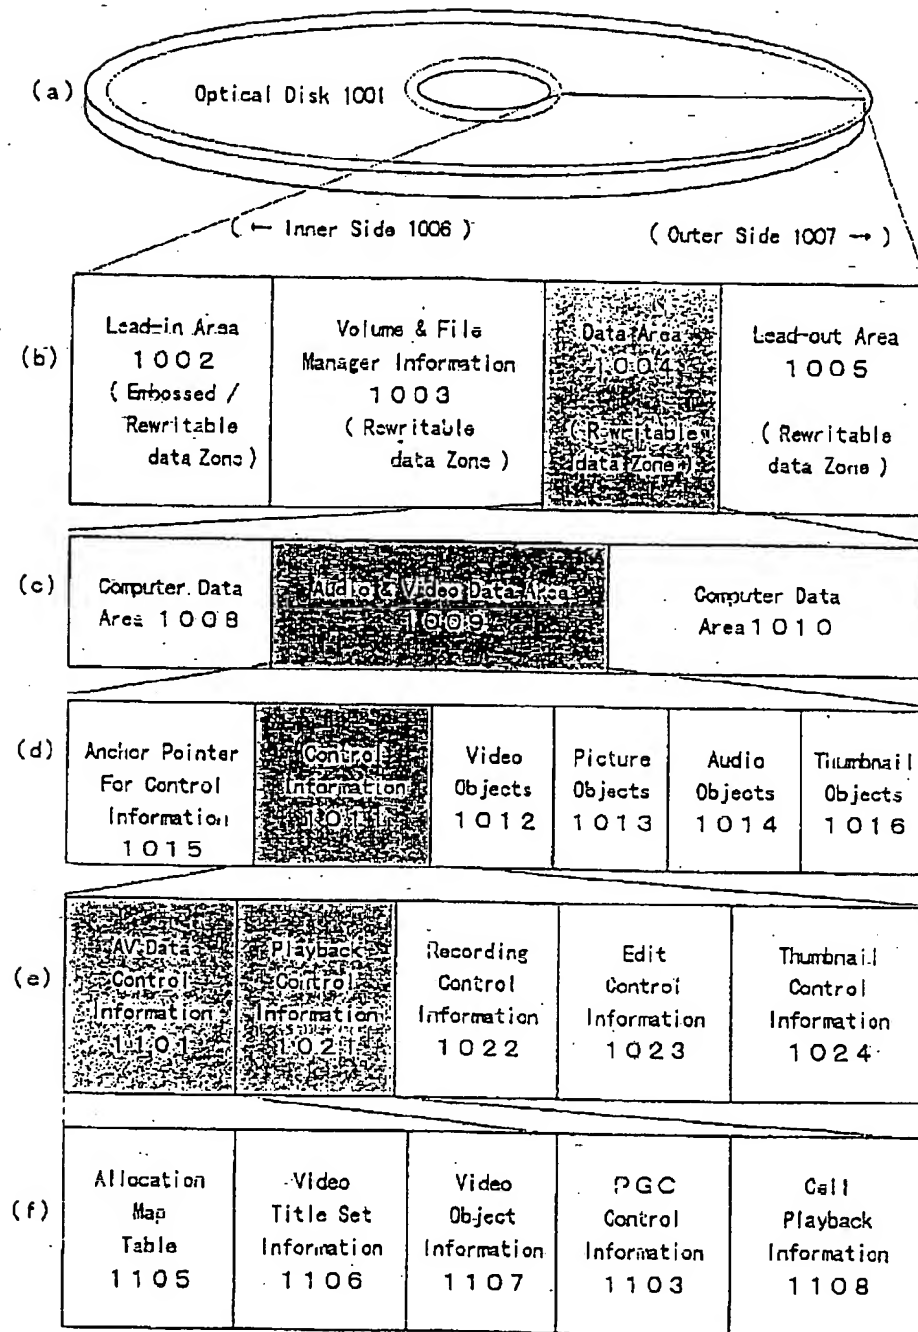 (a)
Optical Disk 1001
( ← Inner Side 1006 )
( Outer Side 1007 → )
(b)
Lead-in Area
1002
( Embossed /
Rewritable
data Zone )
Volume & File
Manager Information
1003
( Rewritable
data Zone )
Data Area
1004
( Rewritable
data Zone )
Lead-out Area
1005
( Rewritable
data Zone )
(c)
Computer Data
Area 1008
Audio & Video Data Area
1009
Computer Data
Area 1010
(d)
Anchor Pointer
For Control
Information
1015
Control
Information
1011
Video
Objects
1012
Picture
Objects
1013
Audio
Objects
1014
Thumbnail
Objects
1016
(e)
AV Data
Control
Information
1101
Playback
Control
Information
1021
Recording
Control
Information
1022
Edit
Control
Information
1023
Thumbnail
Control
Information
1024
(f)
Allocation
Map
Table
1105
Video
Title Set
Information
1106
Video
Object
Information
1107
PGC
Control
Information
1103
Cell
Playback
Information
1108